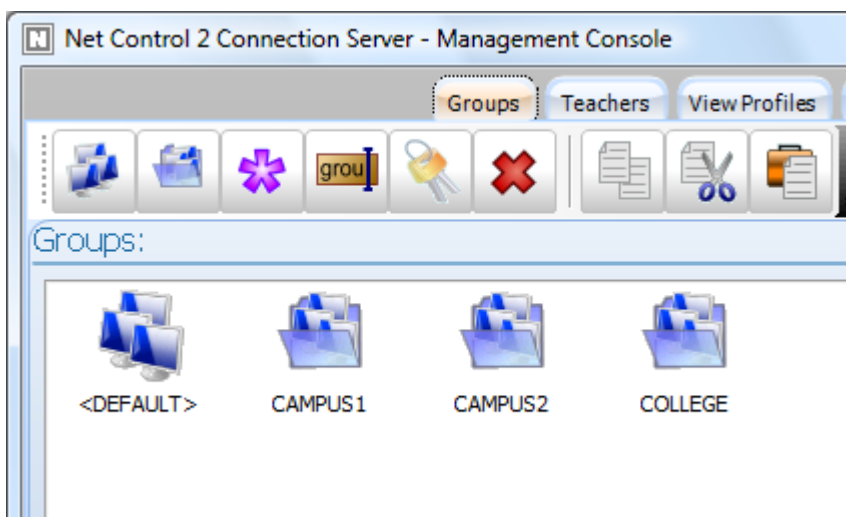 Net Control 2 Connection Server - Management Console
Groups Teachers View Profiles
grou
Groups:
<DEFAULT> CAMPUS1 CAMPUS2 COLLEGE